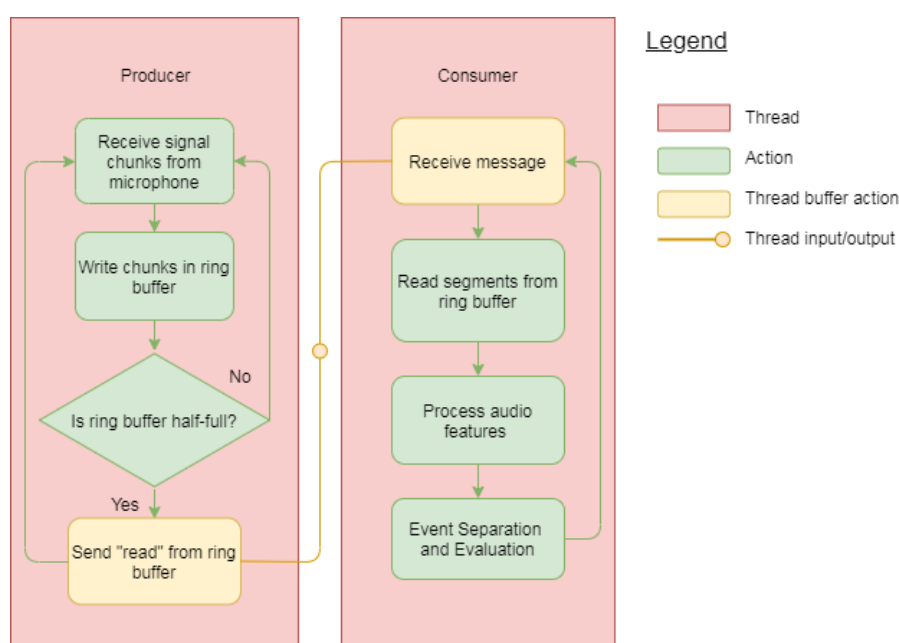 Producer
Receive signal
chunks from
microphone
Write chunks in ring
buffer
No
Is ring buffer half-full?
Yes
Send "read" from ring
buffer
Consumer
Receive message
Read segments from
ring buffer
Process audio
features
Event Separation
and Evaluation
Legend
Thread
Action
Thread buffer action
Thread input/output